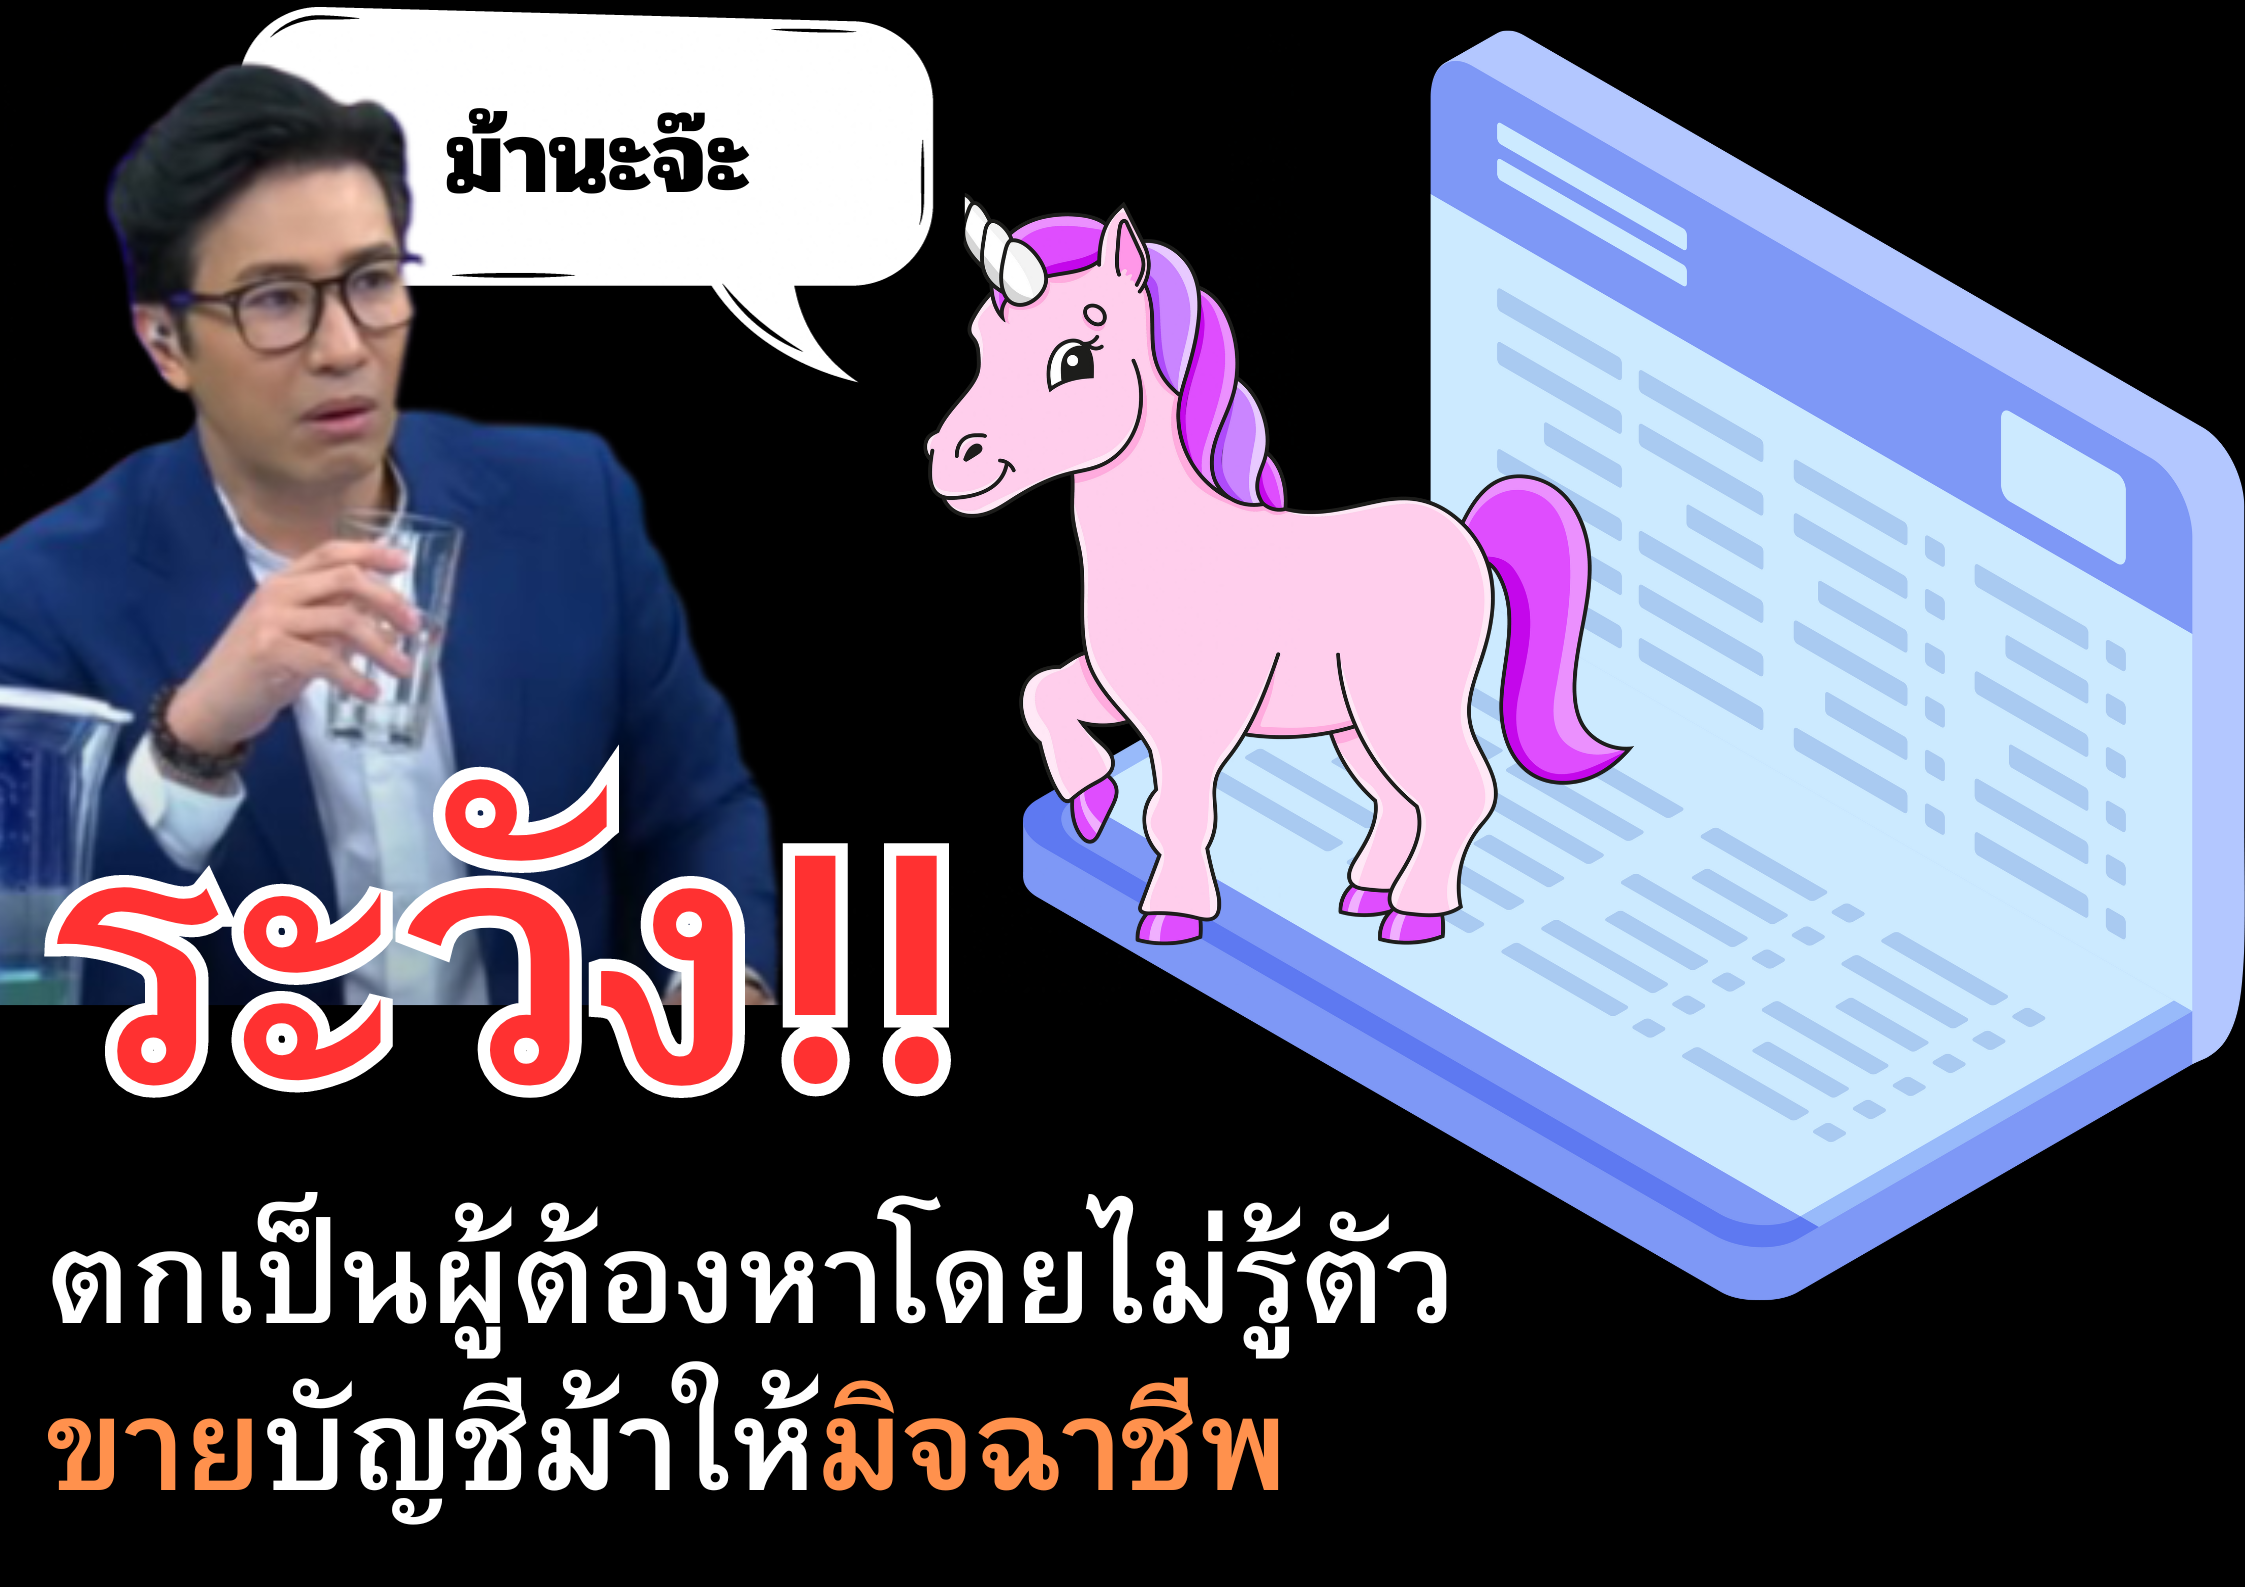 ม้านะจ๊ะ
ระวัง!!
ตกเป็นผู้ต้องหาโดยไม่รู้ตัว
ขายบัญชีม้าให้มิจฉาชีพ